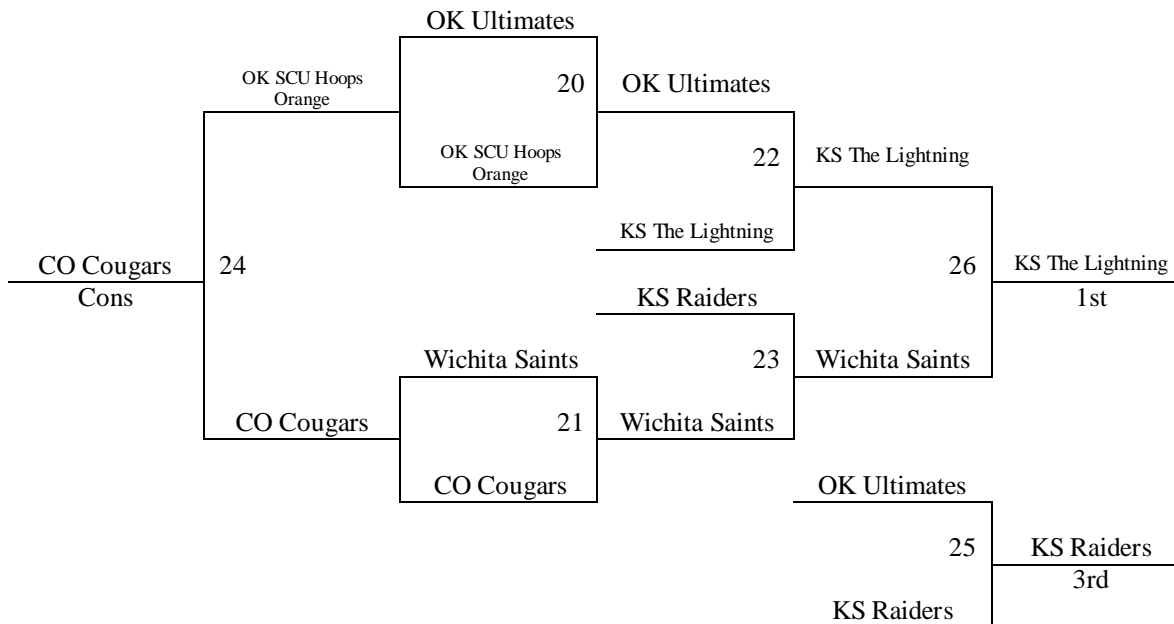 OK Ultimates
OK SCU Hoops
Orange
20
OK Ultimates
OK SCU Hoops
Orange
22
KS The Lightning
KS The Lightning
CO Cougars
24
26
KS The Lightning
Cons
KS Raiders
1st
Wichita Saints
23
Wichita Saints
CO Cougars
21
Wichita Saints
CO Cougars
OK Ultimates
25
KS Raiders
3rd
KS Raiders